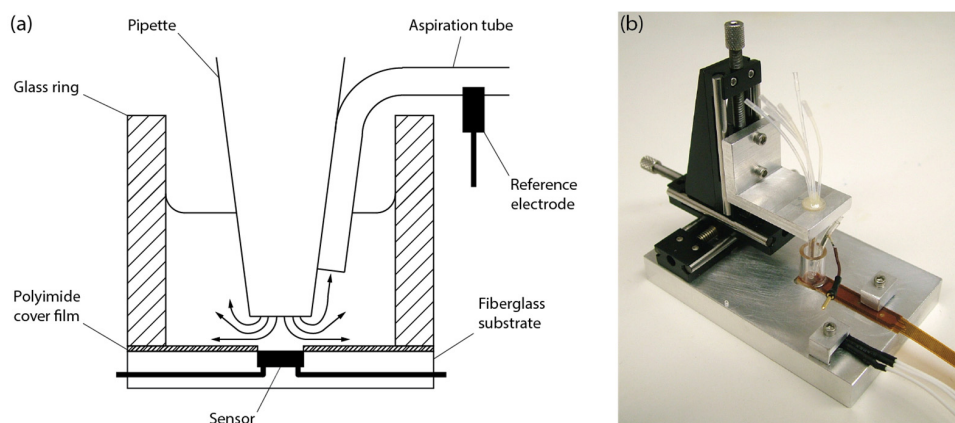 (a)
Pipette
Aspiration tube
Glass ring
Reference
electrode
Polyimide
cover film
Fiberglass
substrate
Sensor
(b)